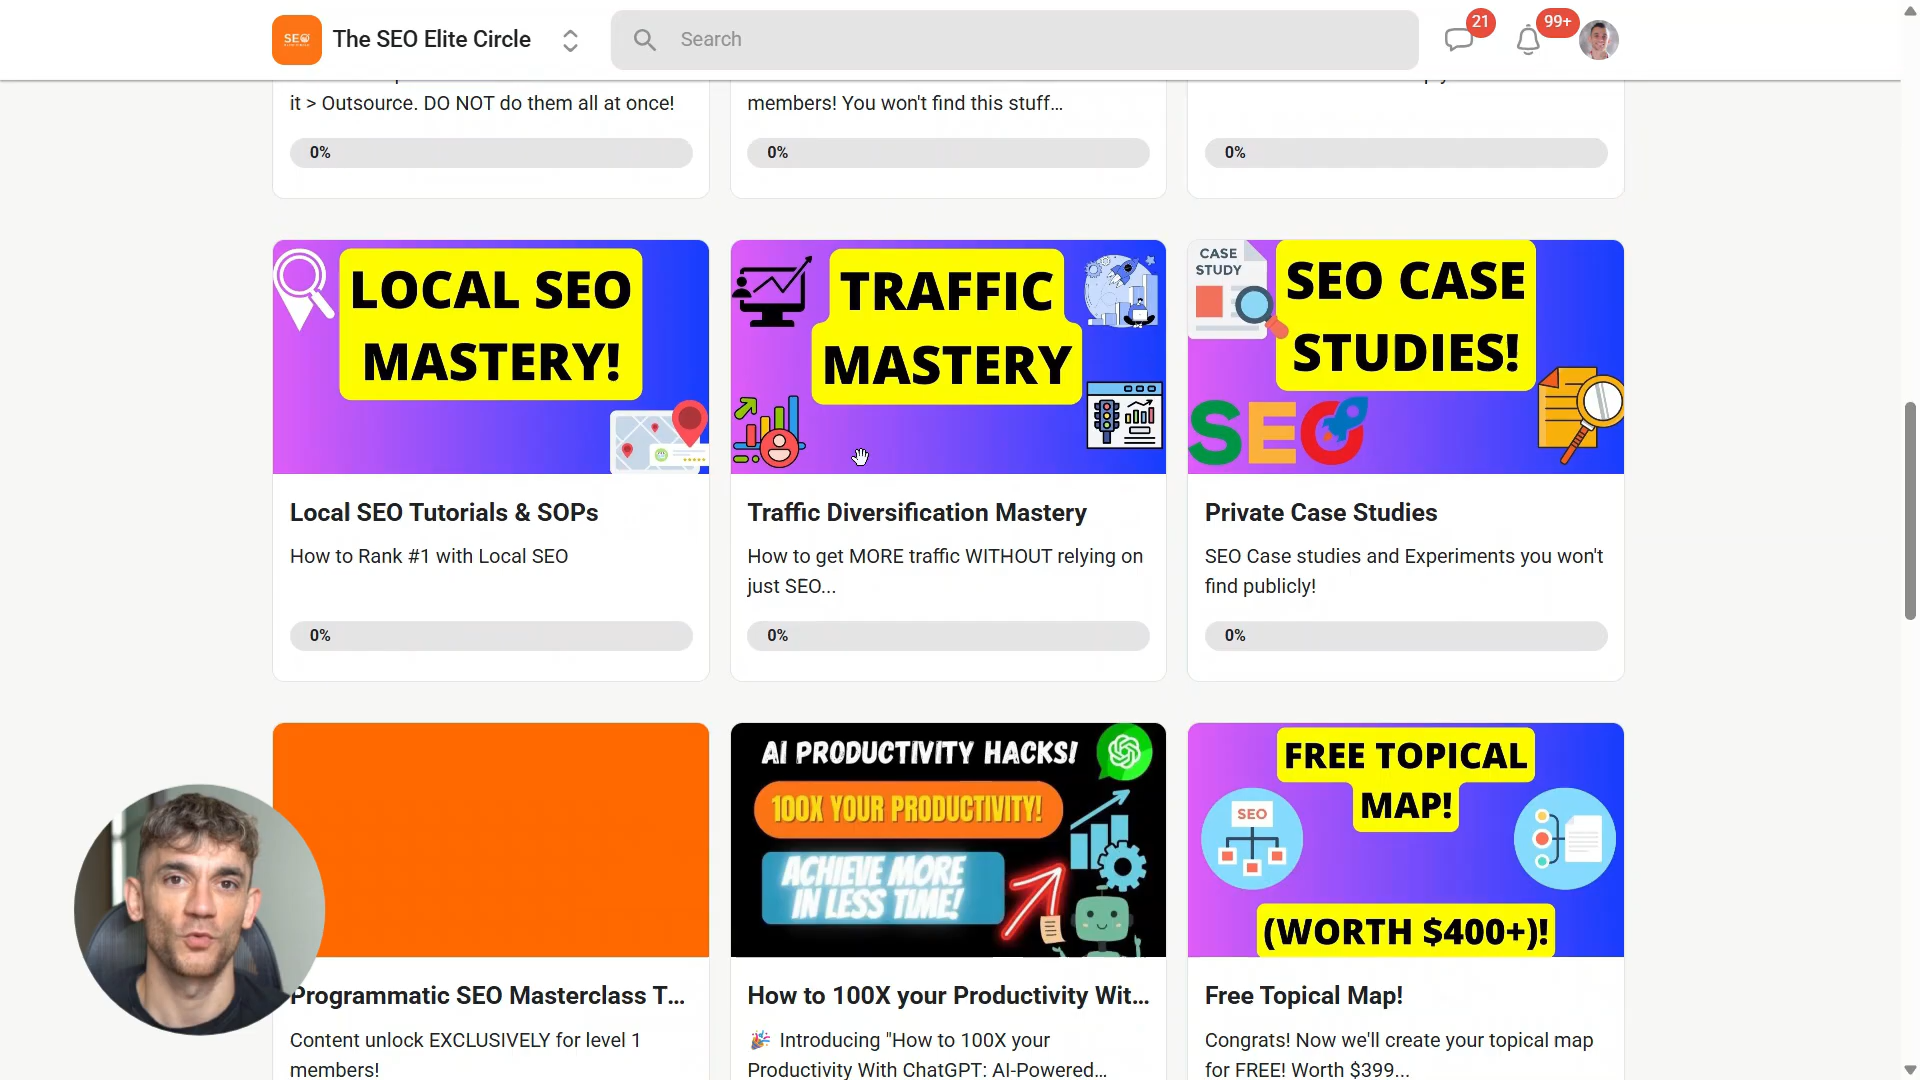 SEO
The SEO Elite Circle
Search
21
99+
it > Outsource. DO NOT do them all at once!
members! You won't find this stuff...
0%
0%
0%
LOCAL SEO
MASTERY!
TRAFFIC
MASTERY
CASE
STUDY
SEO CASE
STUDIES!
SEO
Local SEO Tutorials & SOPs
How to Rank #1 with Local SEO
0%
Traffic Diversification Mastery
How to get MORE traffic WITHOUT relying on
just SEO...
0%
Private Case Studies
SEO Case studies and Experiments you won't
find publicly!
0%
AI PRODUCTIVITY HACKS!
100X YOUR PRODUCTIVITY!
ACHIEVE MORE
IN LESS TIME!
FREE TOPICAL
MAP!
SEO
(WORTH $400+)!
Programmatic SEO Masterclass T...
Content unlock EXCLUSIVELY for level 1
members!
How to 100X your Productivity Wit...
🎉 Introducing "How to 100X your
Productivity With ChatGPT: AI-Powered...
Free Topical Map!
Congrats! Now we'll create your topical map
for FREE! Worth $399...